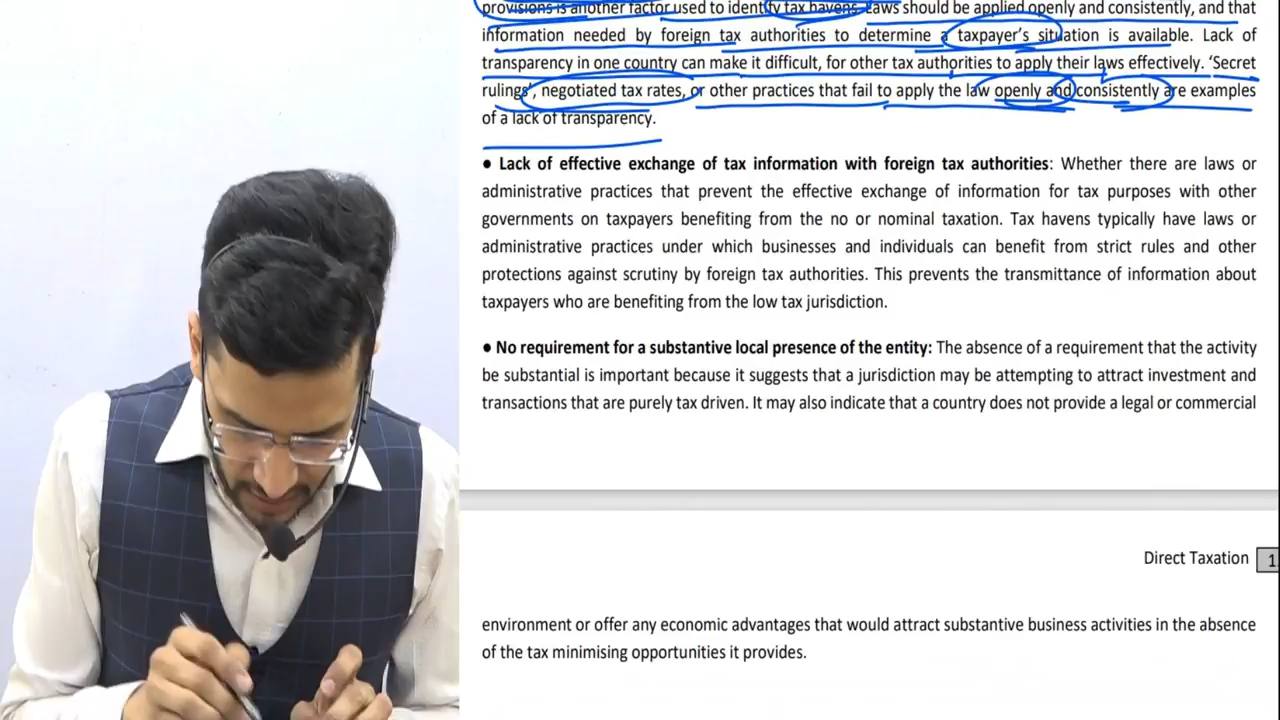 provisions is another factor used to identify tax havens. Laws should be applied openly and consistently, and that
information needed by foreign tax authorities to determine a taxpayer's situation is available. Lack of
transparency in one country can make it difficult, for other tax authorities to apply their laws effectively. ‘Secret
rulings’, negotiated tax rates, or other practices that fail to apply the law openly and consistently are examples
of a lack of transparency.
● Lack of effective exchange of tax information with foreign tax authorities: Whether there are laws or
administrative practices that prevent the effective exchange of information for tax purposes with other
governments on taxpayers benefiting from the no or nominal taxation. Tax havens typically have laws or
administrative practices under which businesses and individuals can benefit from strict rules and other
protections against scrutiny by foreign tax authorities. This prevents the transmittance of information about
taxpayers who are benefiting from the low tax jurisdiction.
● No requirement for a substantive local presence of the entity: The absence of a requirement that the activity
be substantial is important because it suggests that a jurisdiction may be attempting to attract investment and
transactions that are purely tax driven. It may also indicate that a country does not provide a legal or commercial
Direct Taxation
environment or offer any economic advantages that would attract substantive business activities in the absence
of the tax minimising opportunities it provides.